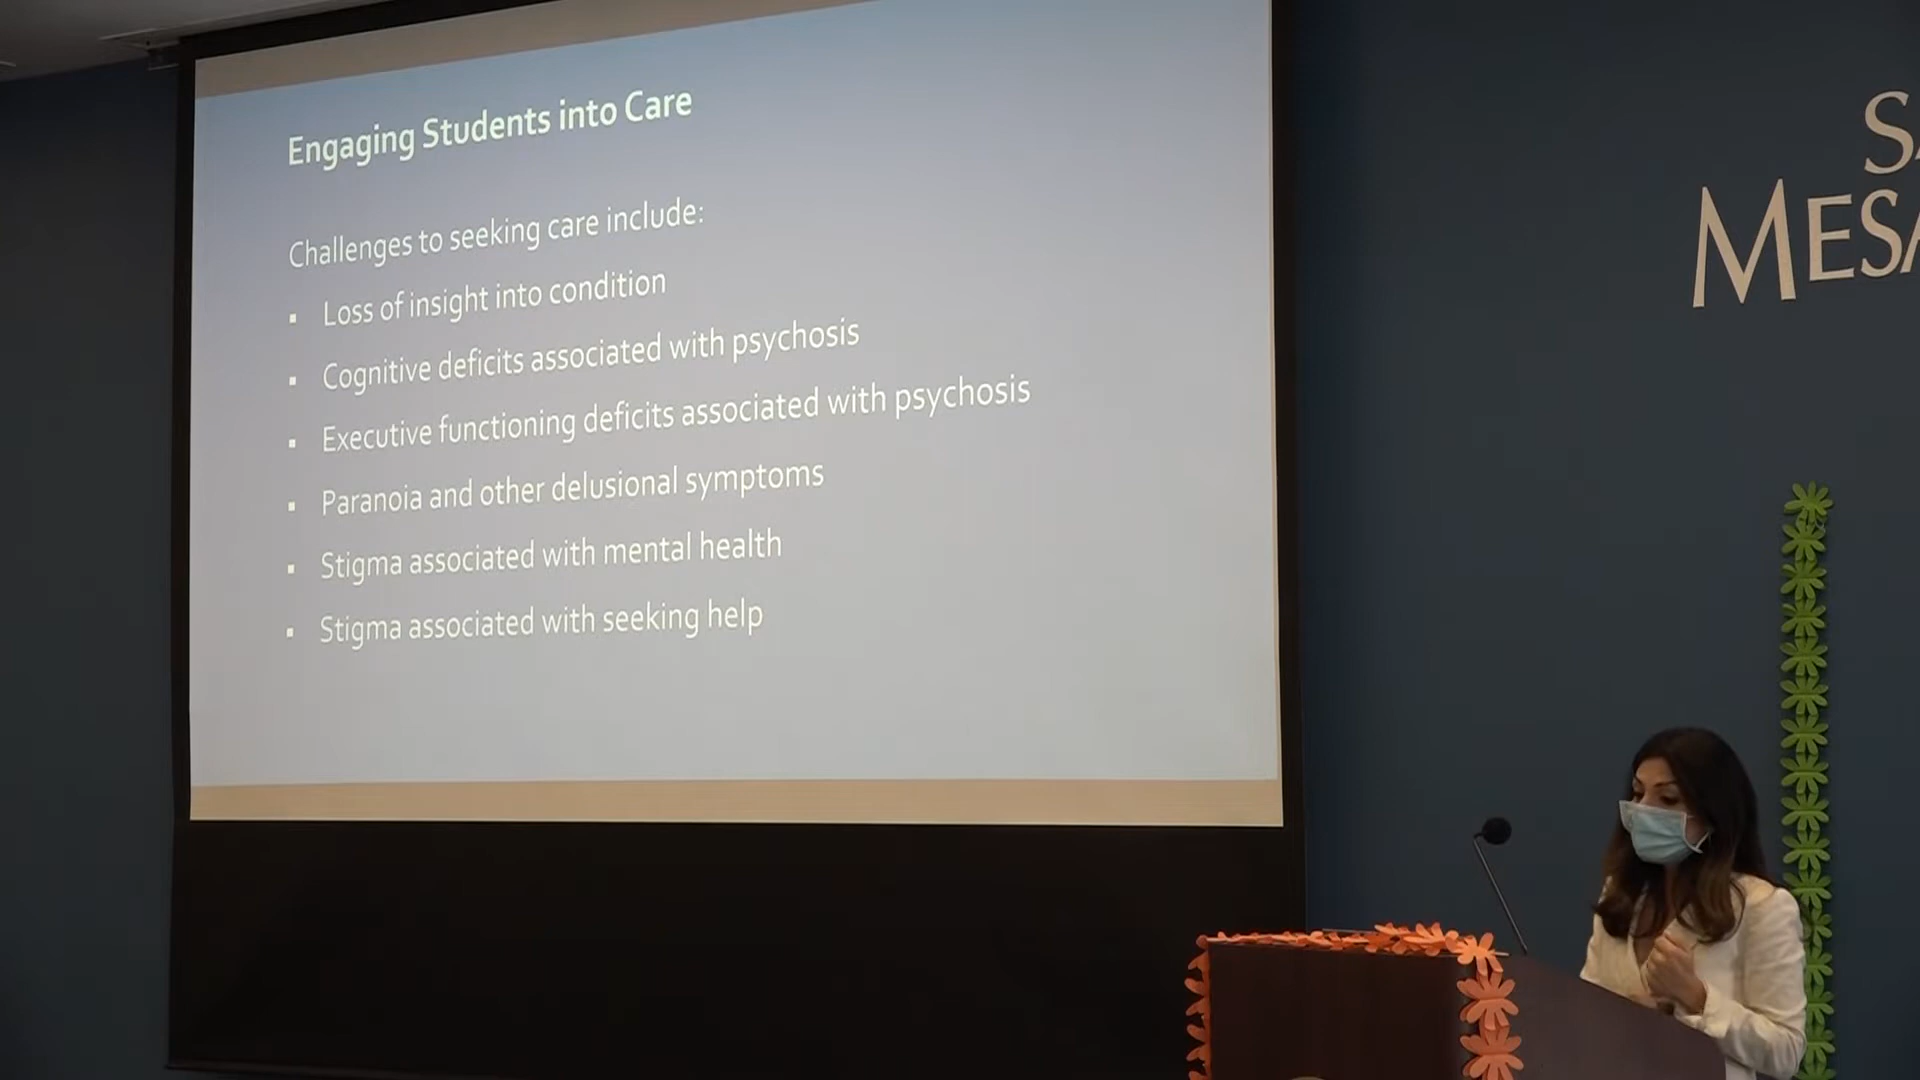 Engaging Students into Care
Challenges to seeking care include:
▪ Loss of insight into condition
▪ Cognitive deficits associated with psychosis
▪ Executive functioning deficits associated with psychosis
▪ Paranoia and other delusional symptoms
▪ Stigma associated with mental health
▪ Stigma associated with seeking help
MESA